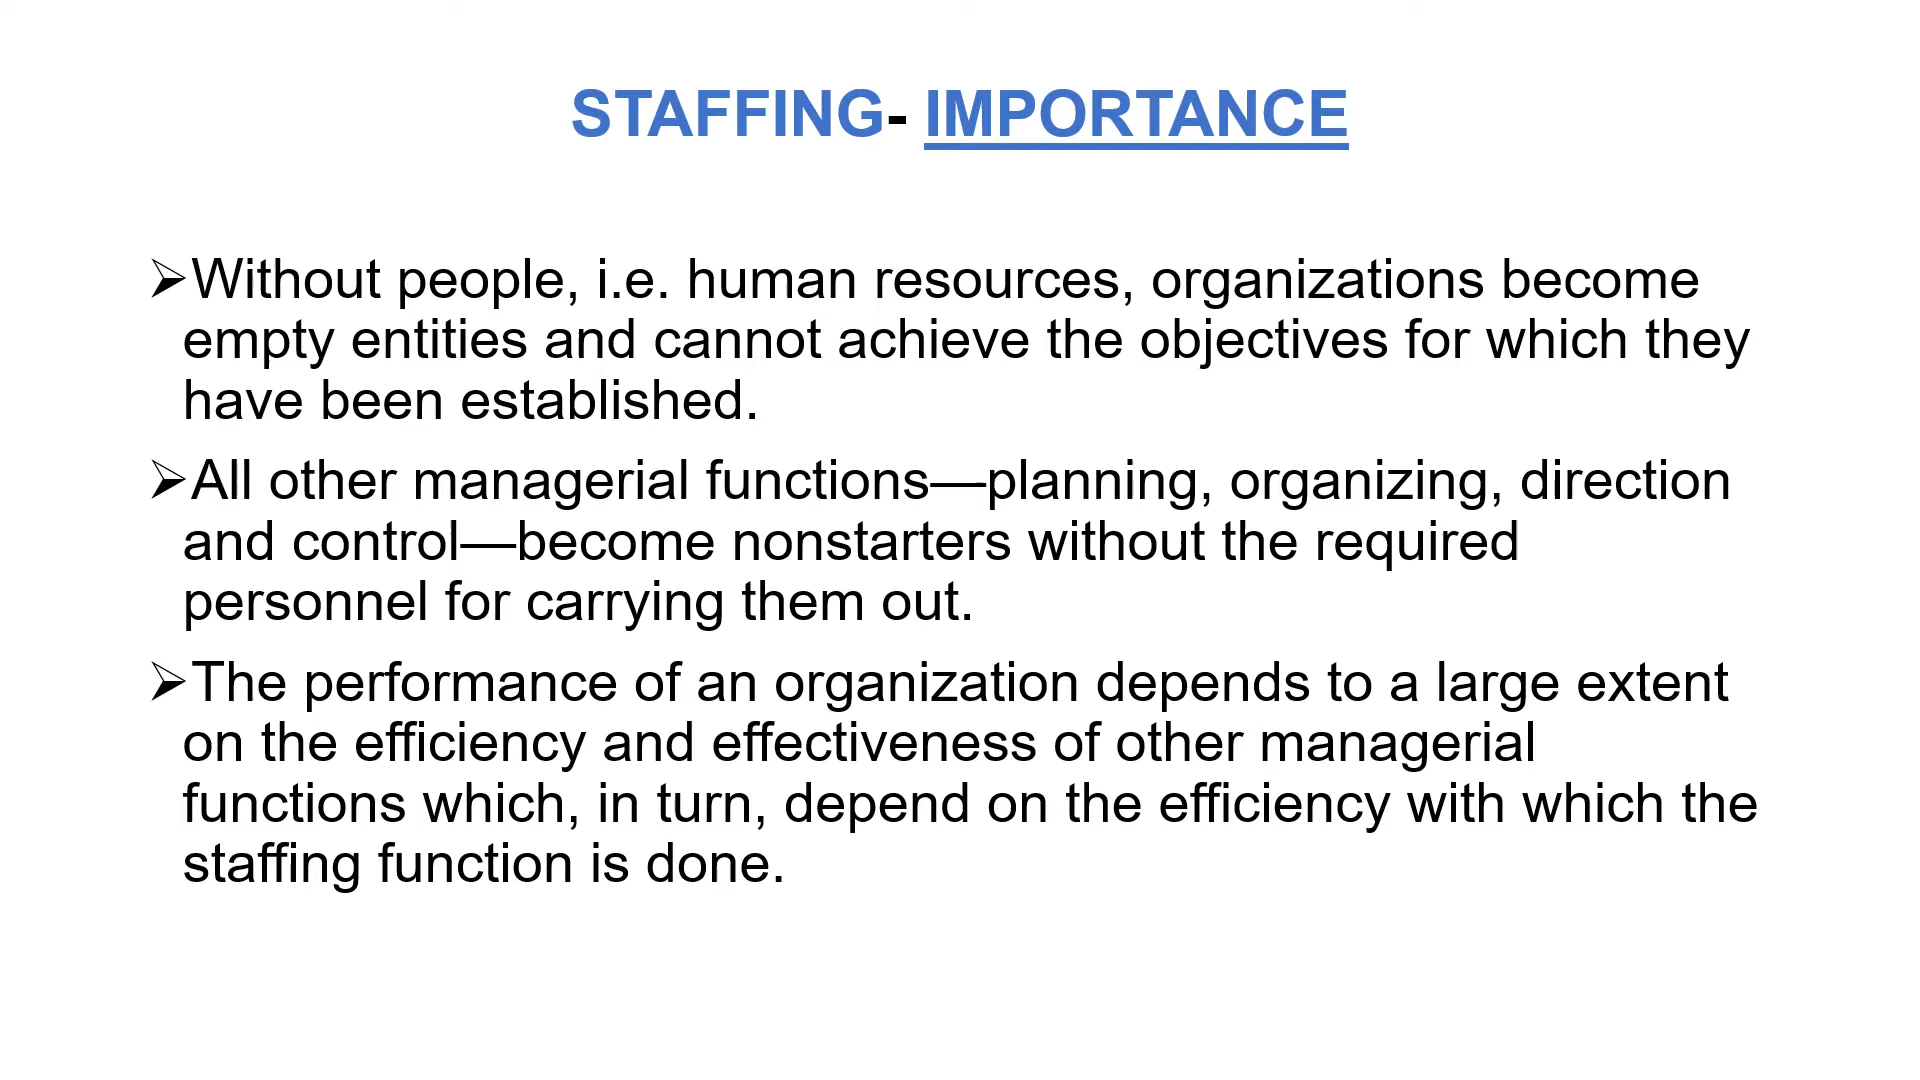 STAFFING- IMPORTANCE
➢Without people, i.e. human resources, organizations become
empty entities and cannot achieve the objectives for which they
have been established.
➢All other managerial functions—planning, organizing, direction
and control—become nonstarters without the required
personnel for carrying them out.
➢The performance of an organization depends to a large extent
on the efficiency and effectiveness of other managerial
functions which, in turn, depend on the efficiency with which the
staffing function is done.